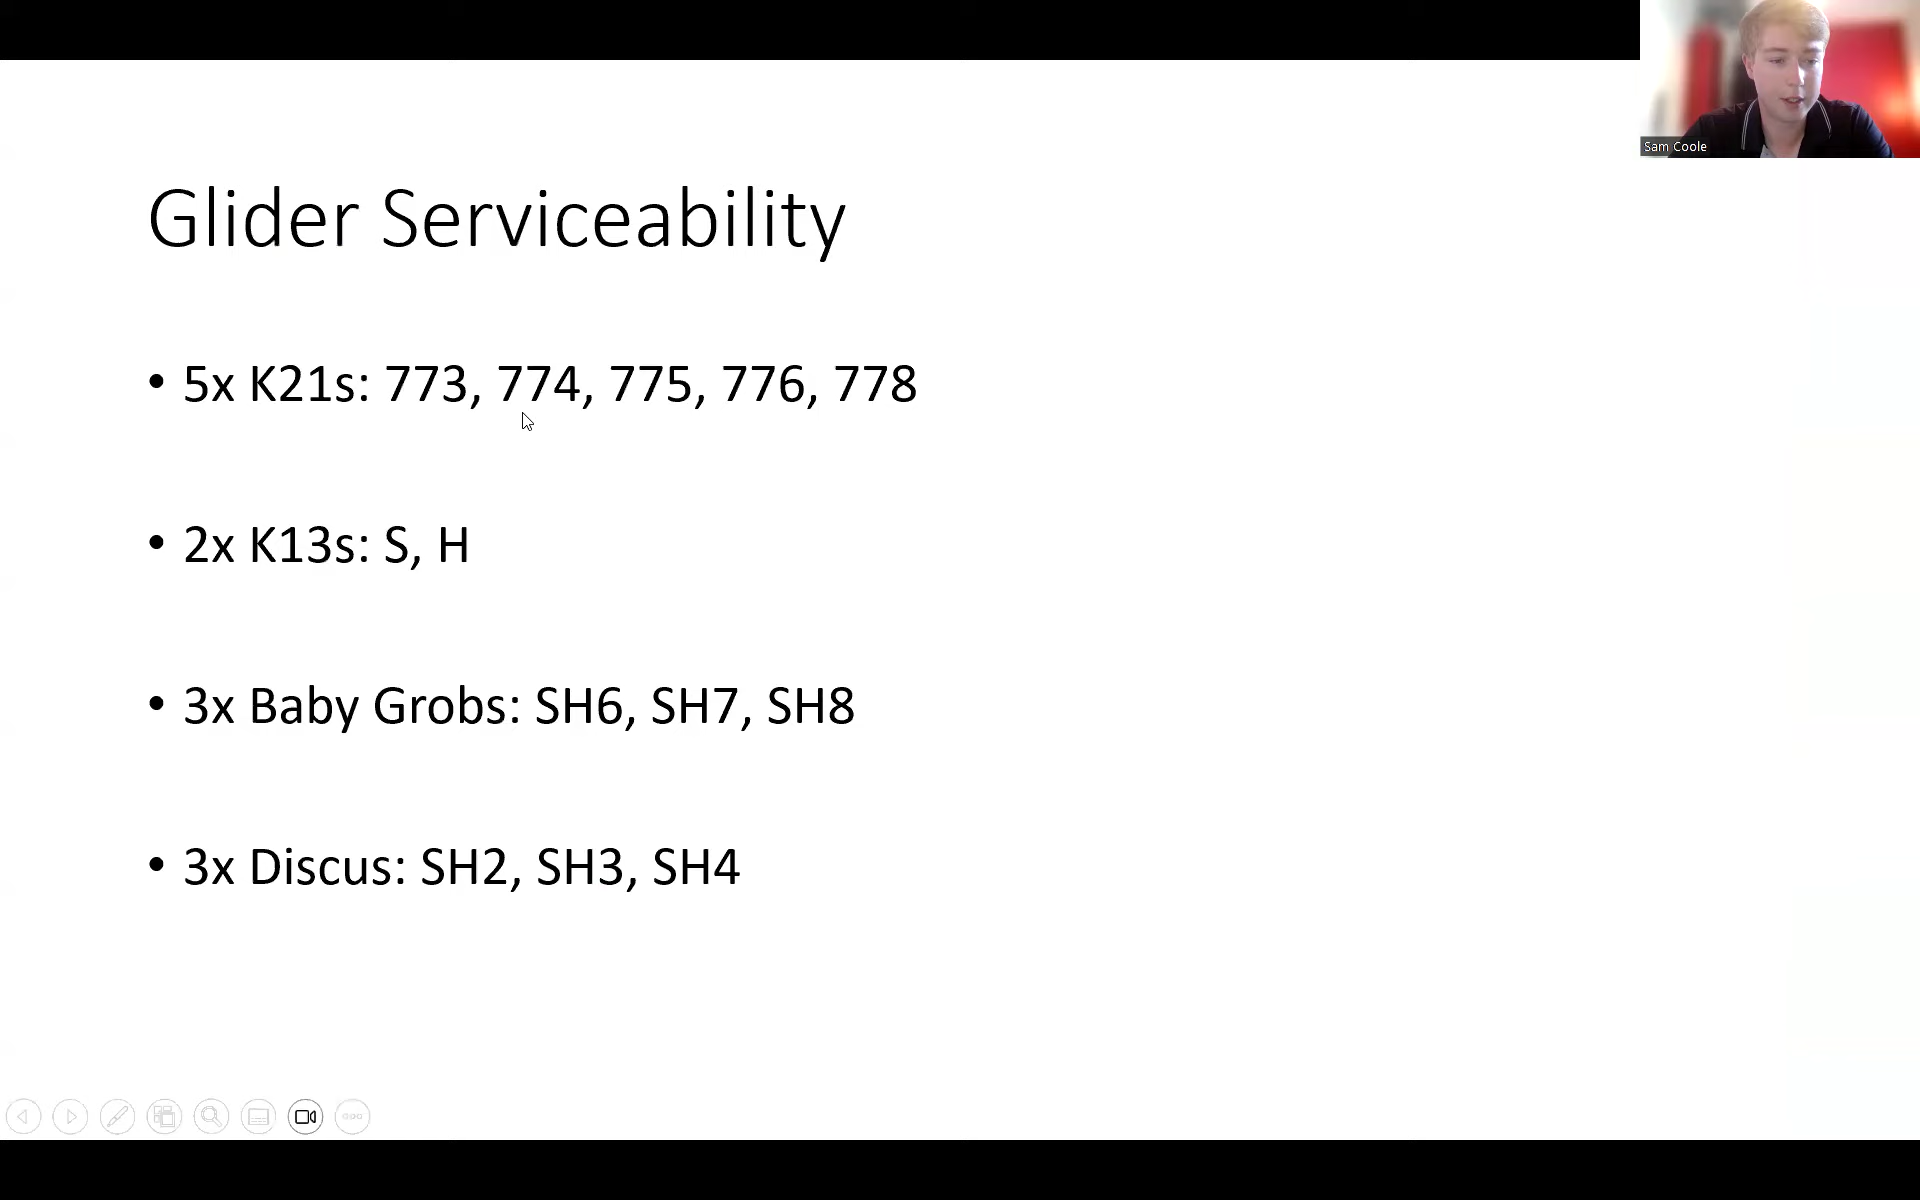 Sam Coole
Glider Serviceability
• 5x K21s: 773, 774, 775, 776, 778
• 2x K13s: S, H
• 3x Baby Grobs: SH6, SH7, SH8
• 3x Discus: SH2, SH3, SH4